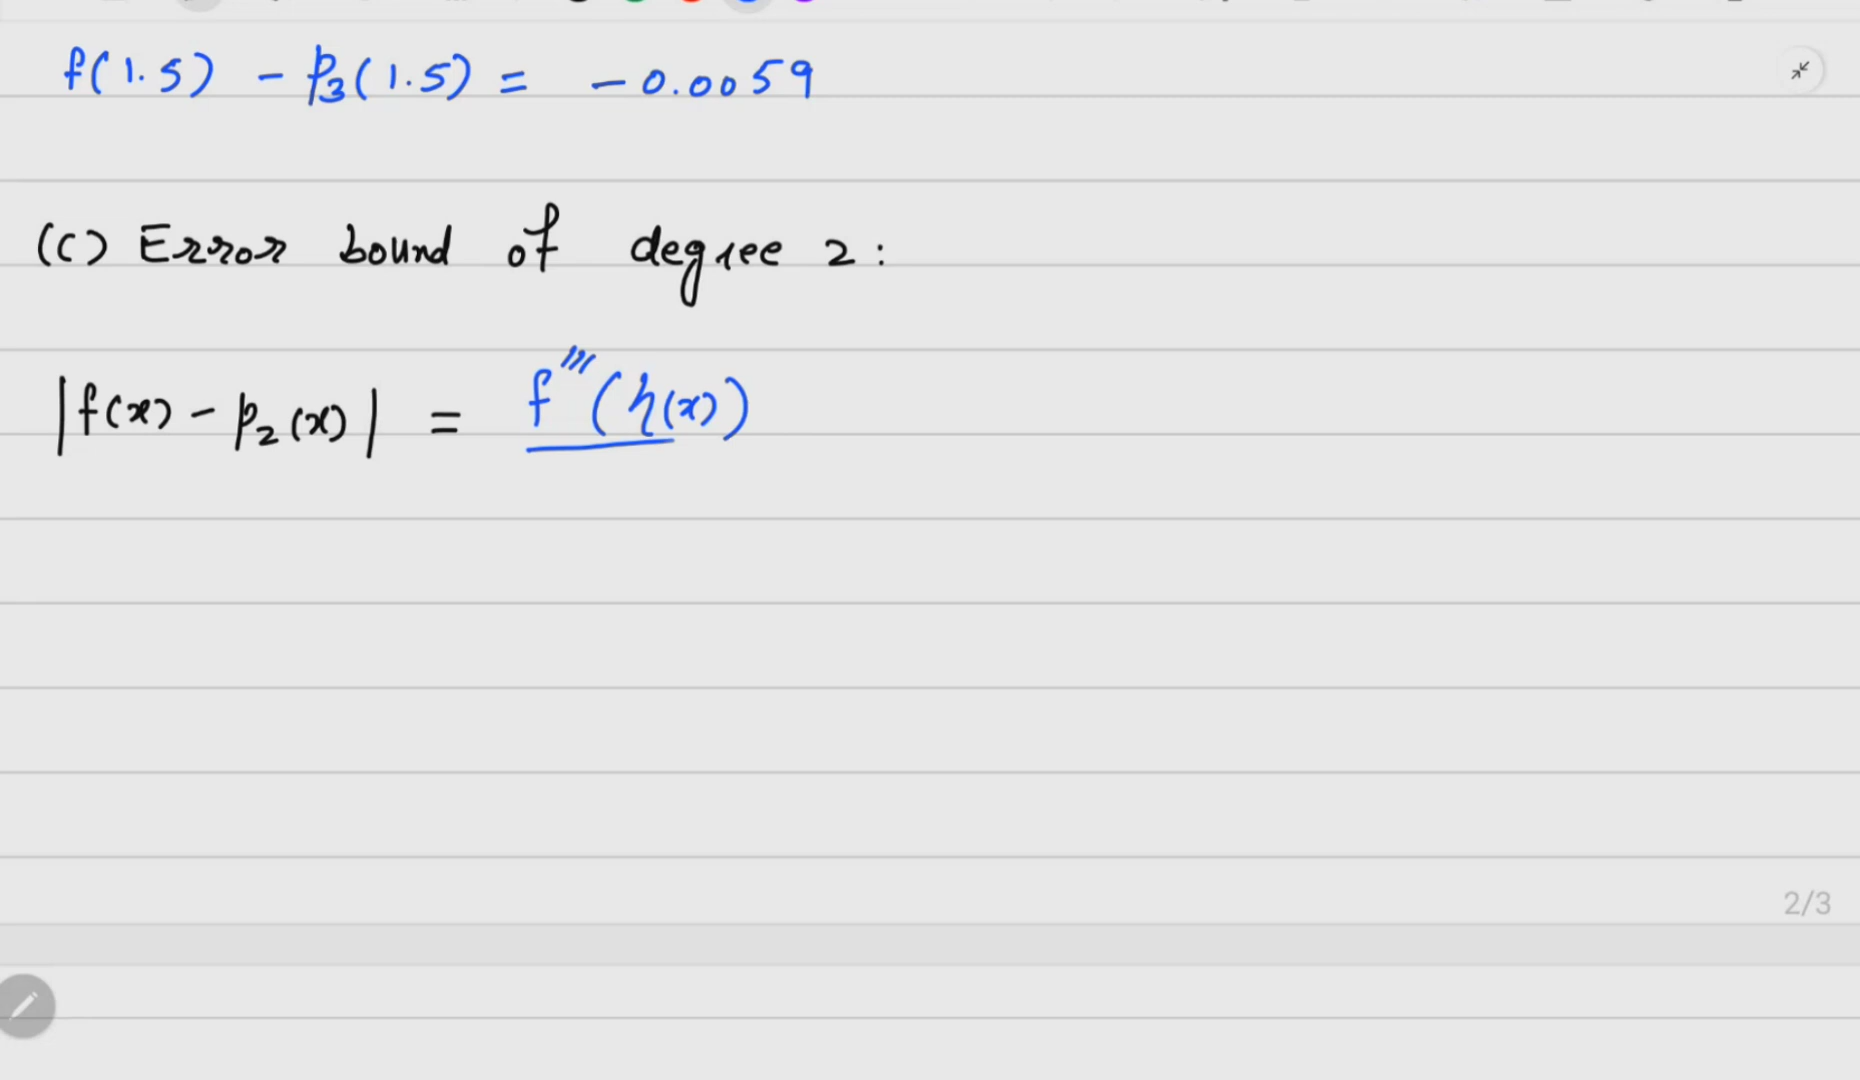 f(1.5) - p₃(1.5) = -0.0059
(C) Error bound of degree 2:
|f(x) - p₂(x)| = f'''(η(x))
2/3